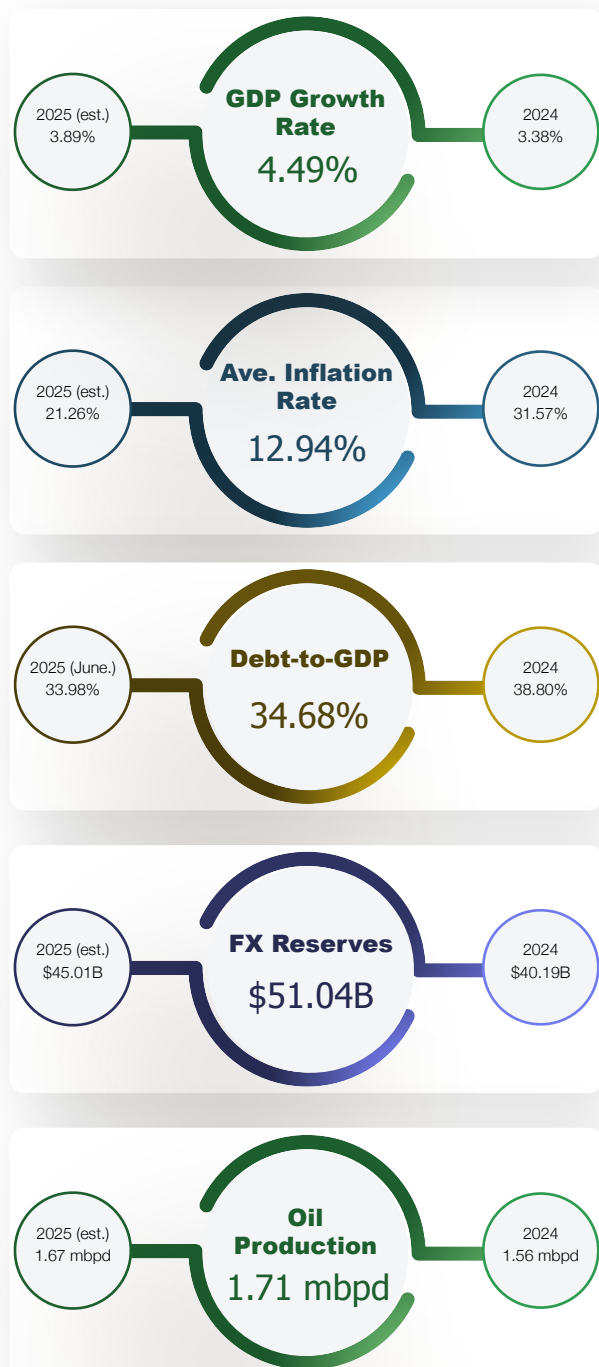 GDP Growth
Rate
4.49%
2025 (est.)
3.89%
2024
3.38%
Ave. Inflation
Rate
12.94%
2025 (est.)
21.26%
2024
31.57%
Debt-to-GDP
34.68%
2025 (June.)
33.98%
2024
38.80%
FX Reserves
$51.04B
2025 (est.)
$45.01B
2024
$40.19B
Oil
Production
1.71 mbpd
2025 (est.)
1.67 mbpd
2024
1.56 mbpd